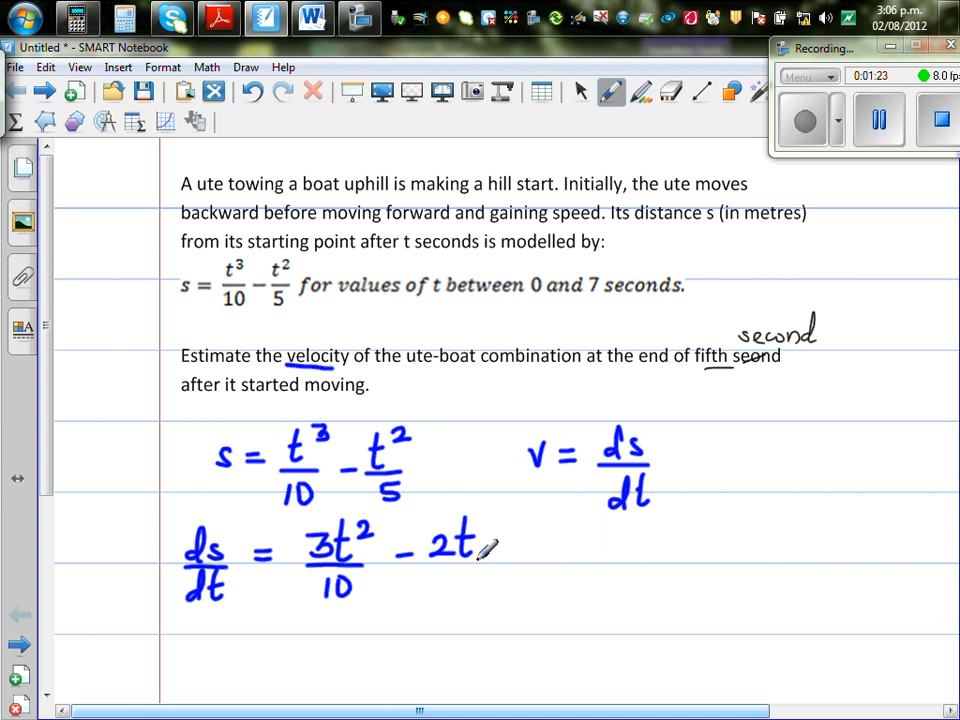 3:06 p.m.
02/08/2012
Untitled * - SMART Notebook
Recording...
File Edit View Insert Format Math Draw Help
Menu 0:01:23 8.0 fp
A ute towing a boat uphill is making a hill start. Initially, the ute moves
backward before moving forward and gaining speed. Its distance s (in metres)
from its starting point after t seconds is modelled by:
s = t³/10 − t²/5 for values of t between 0 and 7 seconds.
second
Estimate the velocity of the ute-boat combination at the end of fifth seond
after it started moving.
s = t³/10 − t²/5 v = ds/dt
ds/dt = 3t²/10 − 2t